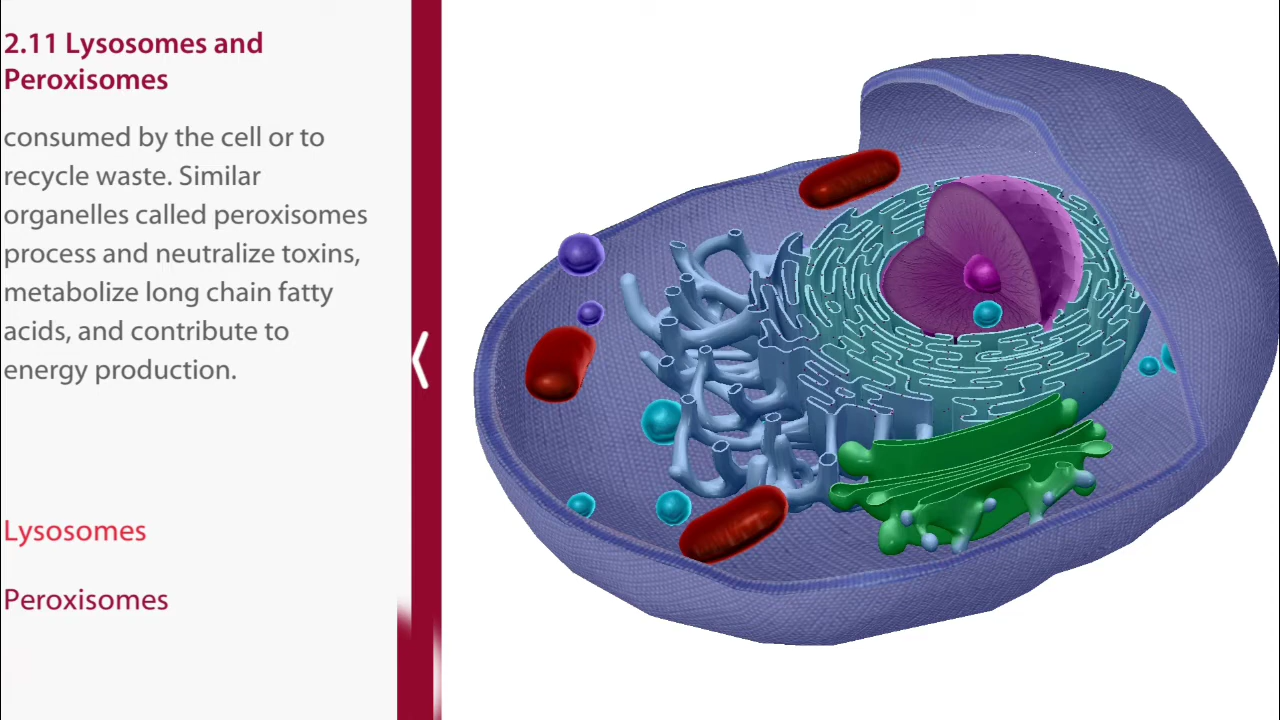 2.11 Lysosomes and
Peroxisomes
consumed by the cell or to
recycle waste. Similar
organelles called peroxisomes
process and neutralize toxins,
metabolize long chain fatty
acids, and contribute to
energy production.
Lysosomes
Peroxisomes